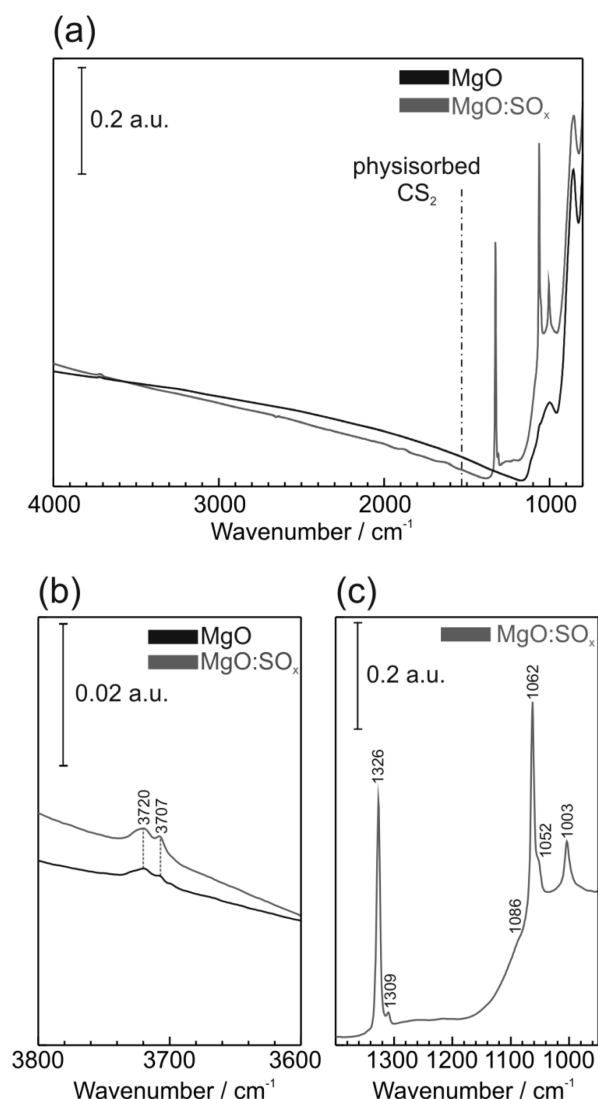 (a)
MgO
MgO:SOₓ
0.2 a.u.
physisorbed
CS₂
4000 3000 2000 1000
Wavenumber / cm⁻¹
(b)
MgO
MgO:SOₓ
0.02 a.u.
3720
3707
3800 3700 3600
Wavenumber / cm⁻¹
(c)
MgO:SOₓ
0.2 a.u.
1326
1309
1086
1062
1052
1003
1300 1200 1100 1000
Wavenumber / cm⁻¹